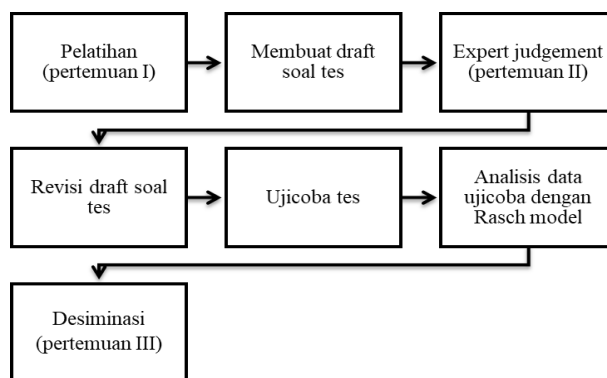 Pelatihan
(pertemuan I)
Membuat draft
soal tes
Expert judgement
(pertemuan II)
Revisi draft soal
tes
Ujicoba tes
Analisis data
ujicoba dengan
Rasch model
Desiminasi
(pertemuan III)